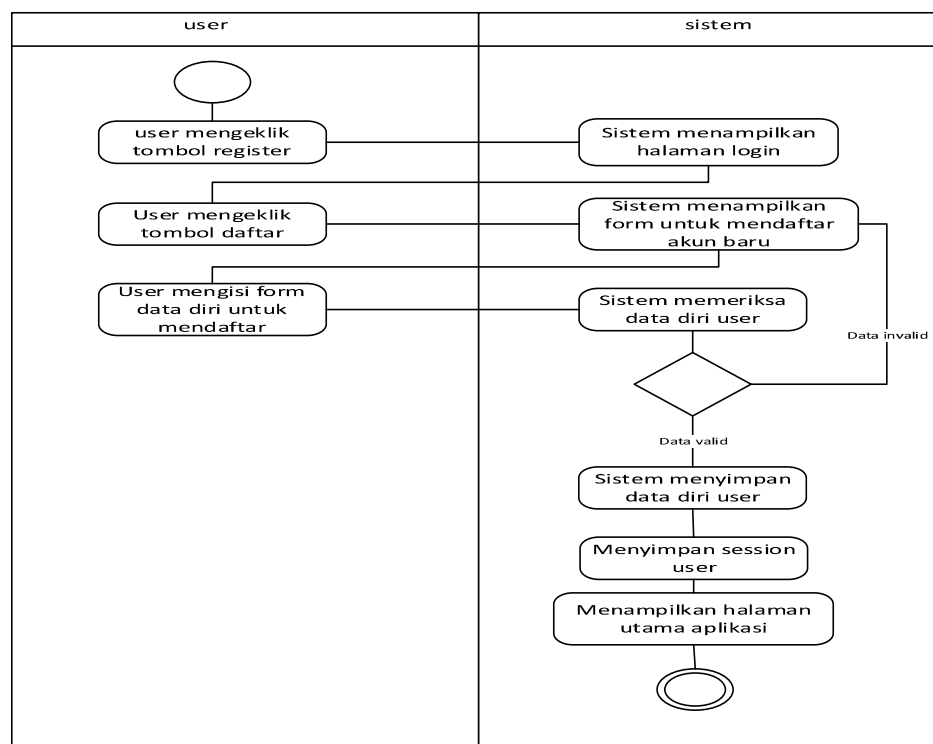 user
sistem
user mengeklik
tombol register
Sistem menampilkan
halaman login
User mengeklik
tombol daftar
Sistem menampilkan
form untuk mendaftar
akun baru
User mengisi form
data diri untuk
mendaftar
Sistem memeriksa
data diri user
Data invalid
Data valid
Sistem menyimpan
data diri user
Menyimpan session
user
Menampilkan halaman
utama aplikasi